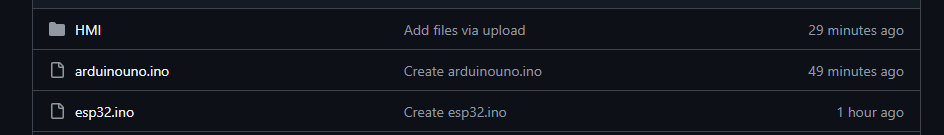 HMI Add files via upload 29 minutes ago
arduinouno.ino Create arduinouno.ino 49 minutes ago
esp32.ino Create esp32.ino 1 hour ago